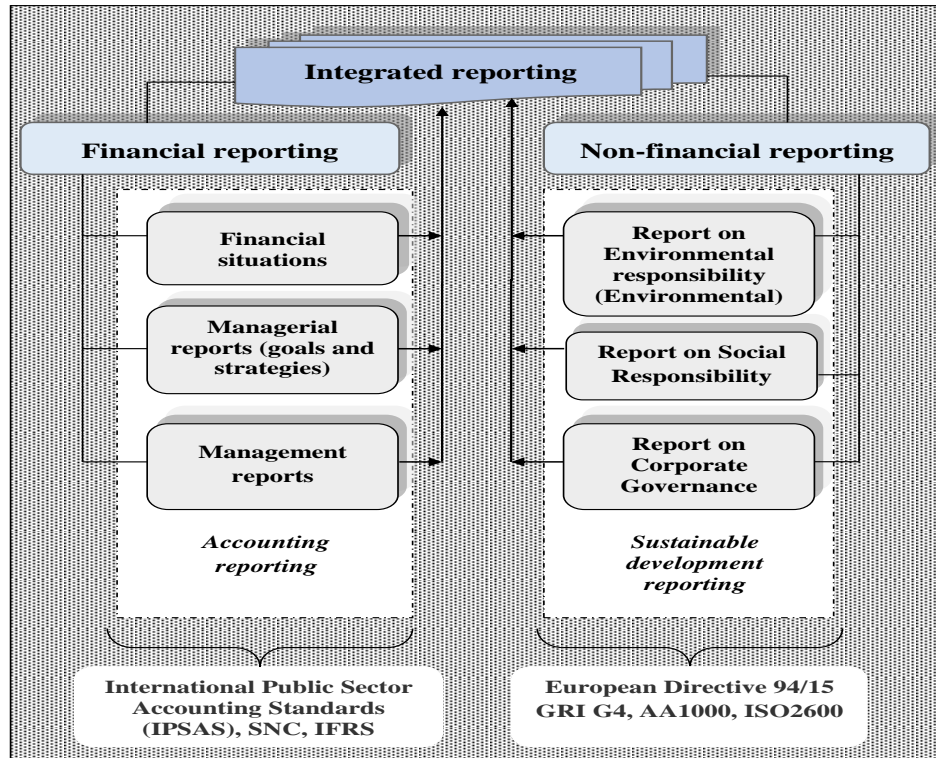 Integrated reporting
Financial reporting
Financial
situations
Managerial
reports (goals and
strategies)
Management
reports
Accounting
reporting
International Public Sector
Accounting Standards
(IPSAS), SNC, IFRS
Non-financial reporting
Report on
Environmental
responsibility
(Environmental)
Report on Social
Responsibility
Report on
Corporate
Governance
Sustainable
development
reporting
European Directive 94/15
GRI G4, AA1000, ISO2600